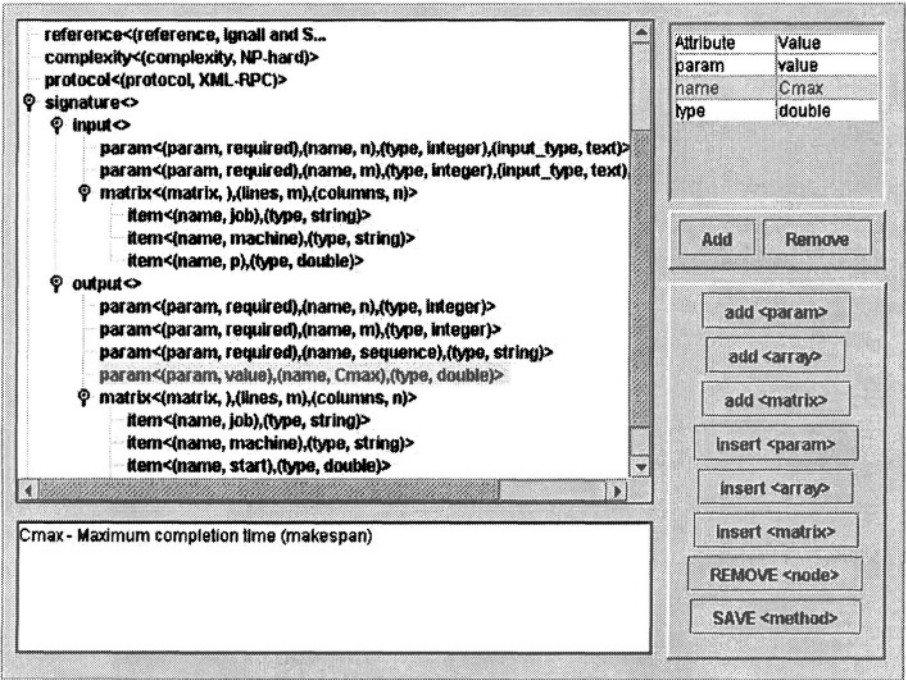 reference<(reference, Ignall and S...
complexity<(complexity, NP-hard)>
protocol<(protocol, XML-RPC)>
signature<>
input<>
param<(param, required),(name, n),(type, integer),(input_type, text)>
param<(param, required),(name, m),(type, integer),(input_type, text),
matrix<(matrix, ),(lines, m),(columns, n)>
item<(name, job),(type, string)>
item<(name, machine),(type, string)>
item<(name, p),(type, double)>
output<>
param<(param, required),(name, n),(type, integer)>
param<(param, required),(name, m),(type, integer)>
param<(param, required),(name, sequence),(type, string)>
param<(param, value),(name, Cmax),(type, double)>
matrix<(matrix, ),(lines, m),(columns, n)>
item<(name, job),(type, string)>
item<(name, machine),(type, string)>
item<(name, start),(type, double)>
Cmax - Maximum completion time (makespan)
Attribute Value
param value
name Cmax
type double
Add Remove
add <param>
add <array>
add <matrix>
insert <param>
insert <array>
insert <matrix>
REMOVE <node>
SAVE <method>